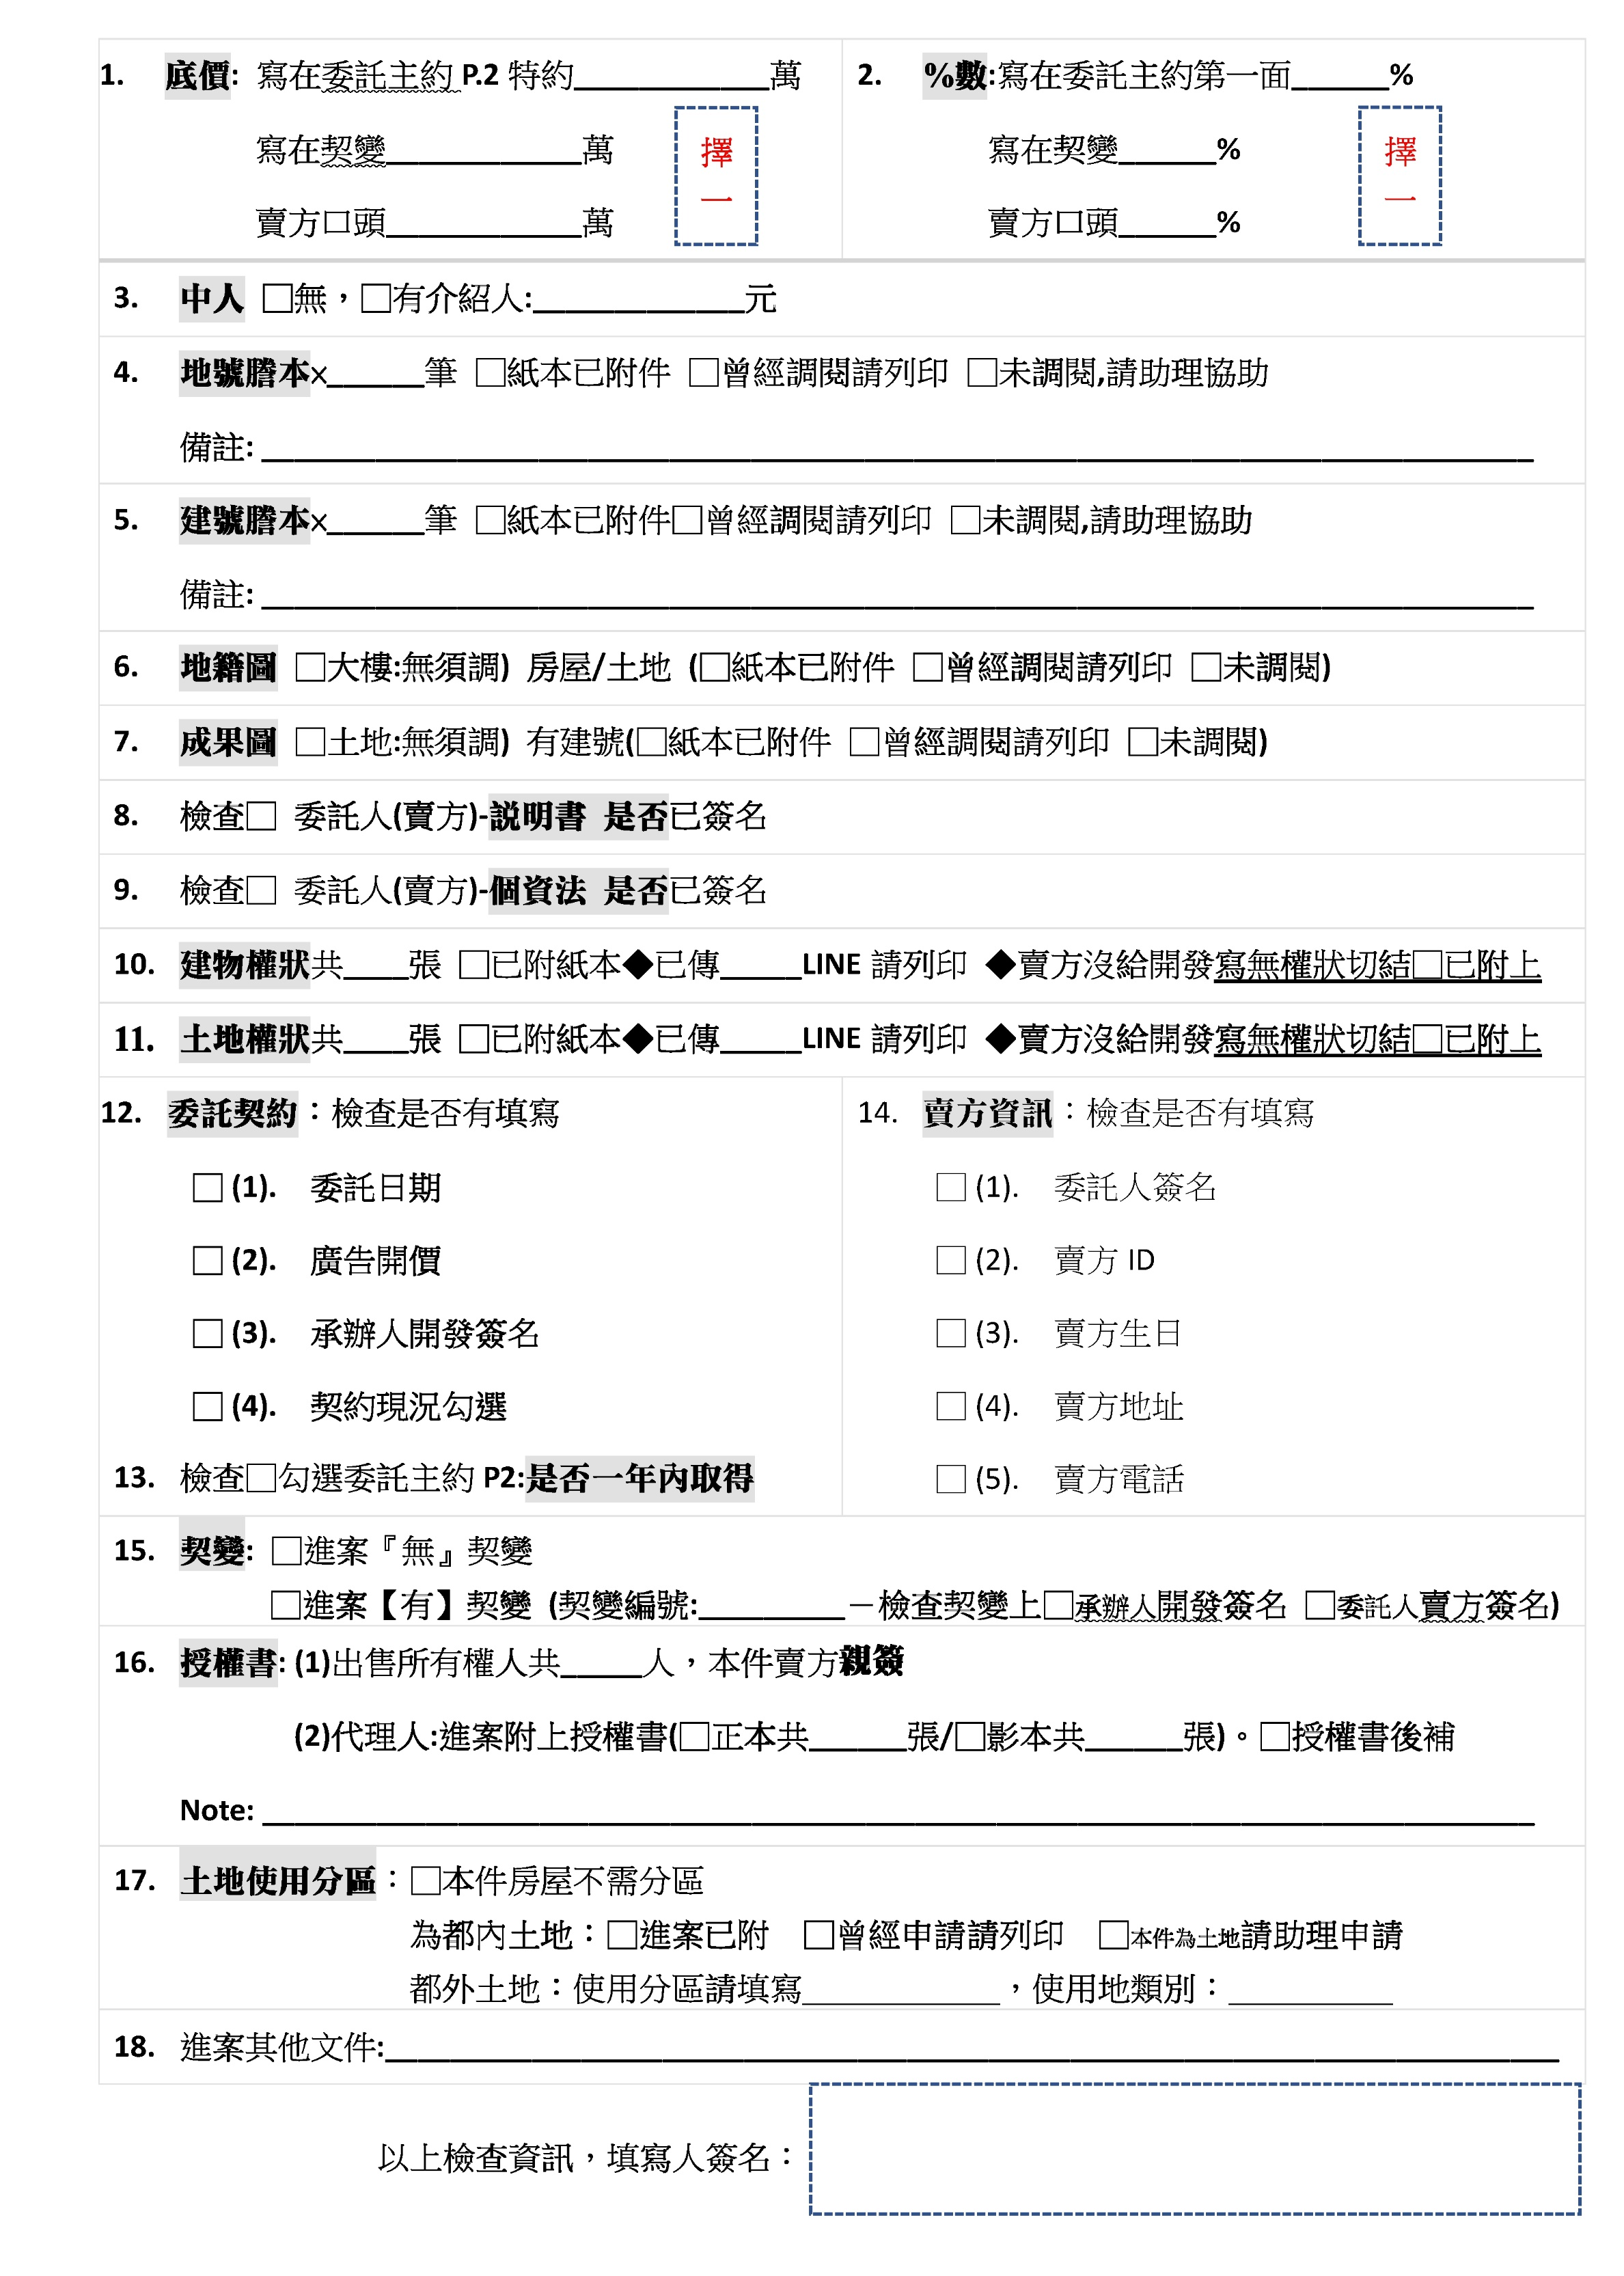 1. 底價: 寫在委託主約 P.2 特約____________萬
寫在契變____________萬
賣方口頭____________萬
擇
一
2. %數:寫在委託主約第一面______%
寫在契變______%
賣方口頭______%
擇
一
3. 中人 □無，□有介紹人:_____________元
4. 地號謄本x______筆 □紙本已附件 □曾經調閱請列印 □未調閱,請助理協助
備註: ______________________________________________________________________________
5. 建號謄本x______筆 □紙本已附件□曾經調閱請列印 □未調閱,請助理協助
備註: ______________________________________________________________________________
6. 地籍圖 □大樓:無須調) 房屋/土地 (□紙本已附件 □曾經調閱請列印 □未調閱)
7. 成果圖 □土地:無須調) 有建號(□紙本已附件 □曾經調閱請列印 □未調閱)
8. 檢查□ 委託人(賣方)-説明書 是否已簽名
9. 檢查□ 委託人(賣方)-個資法 是否已簽名
10. 建物權狀共____張 □已附紙本◆已傳_____LINE 請列印 ◆賣方沒給開發寫無權狀切結□已附上
11. 土地權狀共____張 □已附紙本◆已傳_____LINE 請列印 ◆賣方沒給開發寫無權狀切結□已附上
12. 委託契約：檢查是否有填寫
□ (1). 委託日期
□ (2). 廣告開價
□ (3). 承辦人開發簽名
□ (4). 契約現況勾選
13. 檢查□勾選委託主約 P2:是否一年內取得
14. 賣方資訊：檢查是否有填寫
□ (1). 委託人簽名
□ (2). 賣方 ID
□ (3). 賣方生日
□ (4). 賣方地址
□ (5). 賣方電話
15. 契變: □進案『無』契變
□進案【有】契變 (契變編號:_________－檢查契變上□承辦人開發簽名 □委託人賣方簽名)
16. 授權書: (1)出售所有權人共_____人，本件賣方親簽
(2)代理人:進案附上授權書(□正本共______張/□影本共______張)。□授權書後補
Note: ______________________________________________________________________________
17. 土地使用分區：□本件房屋不需分區
為都內土地：□進案已附 □曾經申請請列印 □本件為土地請助理申請
都外土地：使用分區請填寫____________，使用地類別：__________
18. 進案其他文件:________________________________________________________________________
以上檢查資訊，填寫人簽名：